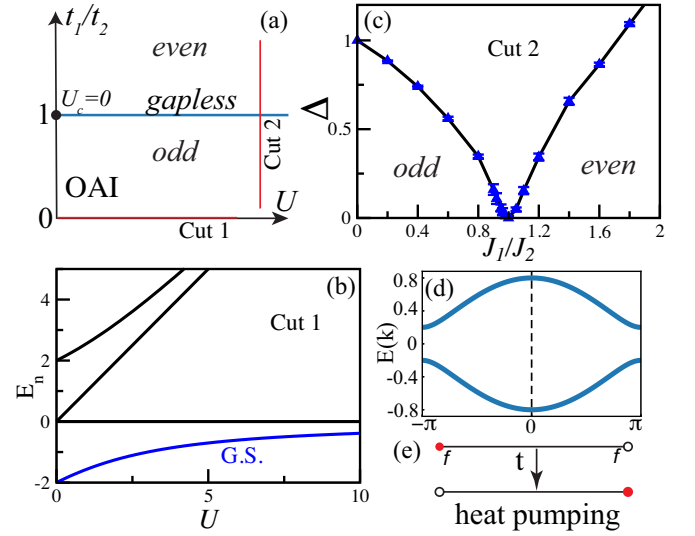 t₁/t₂ (a)
even
U_c=0 gapless
1
odd
Cut 2
OAI
U
0
Cut 1
(c)
Cut 2
1
Δ
0.5
odd even
0
0 0.4 0.8 1.2 1.6 2
J₁/J₂
(b)
4
Cut 1
E_n
2
0
G.S.
-2
0 5 10
U
(d)
0.8
0.4
E(k)
0
-0.4
-0.8
−π 0 π
(e)
f f
t
heat pumping